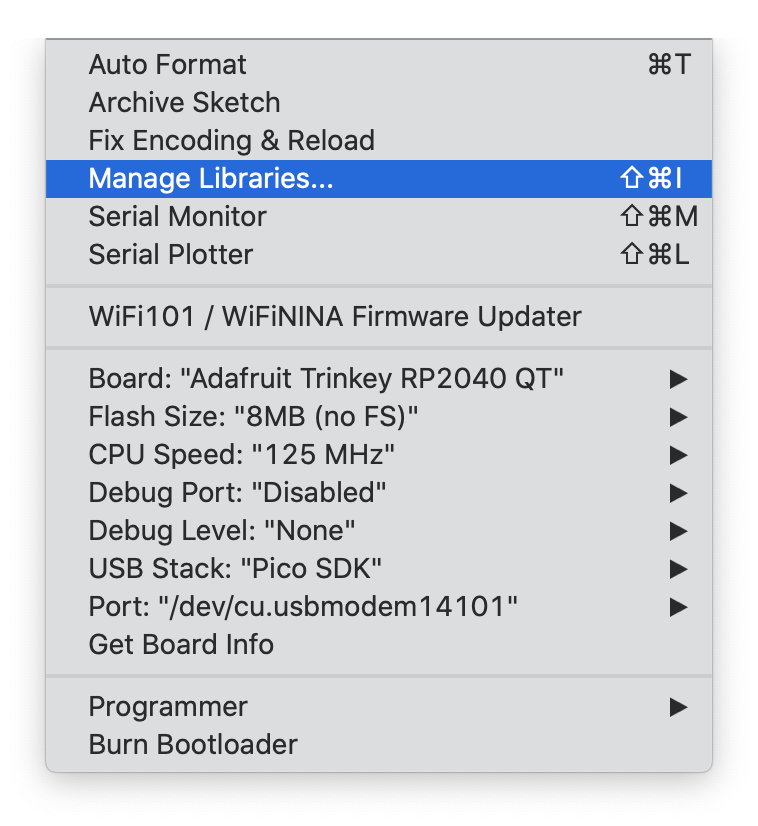 Auto Format ⌘T
Archive Sketch
Fix Encoding & Reload
Manage Libraries... ⇧⌘I
Serial Monitor ⇧⌘M
Serial Plotter ⇧⌘L
WiFi101 / WiFiNINA Firmware Updater
Board: "Adafruit Trinkey RP2040 QT" ▶
Flash Size: "8MB (no FS)" ▶
CPU Speed: "125 MHz" ▶
Debug Port: "Disabled" ▶
Debug Level: "None" ▶
USB Stack: "Pico SDK" ▶
Port: "/dev/cu.usbmodem14101" ▶
Get Board Info
Programmer ▶
Burn Bootloader